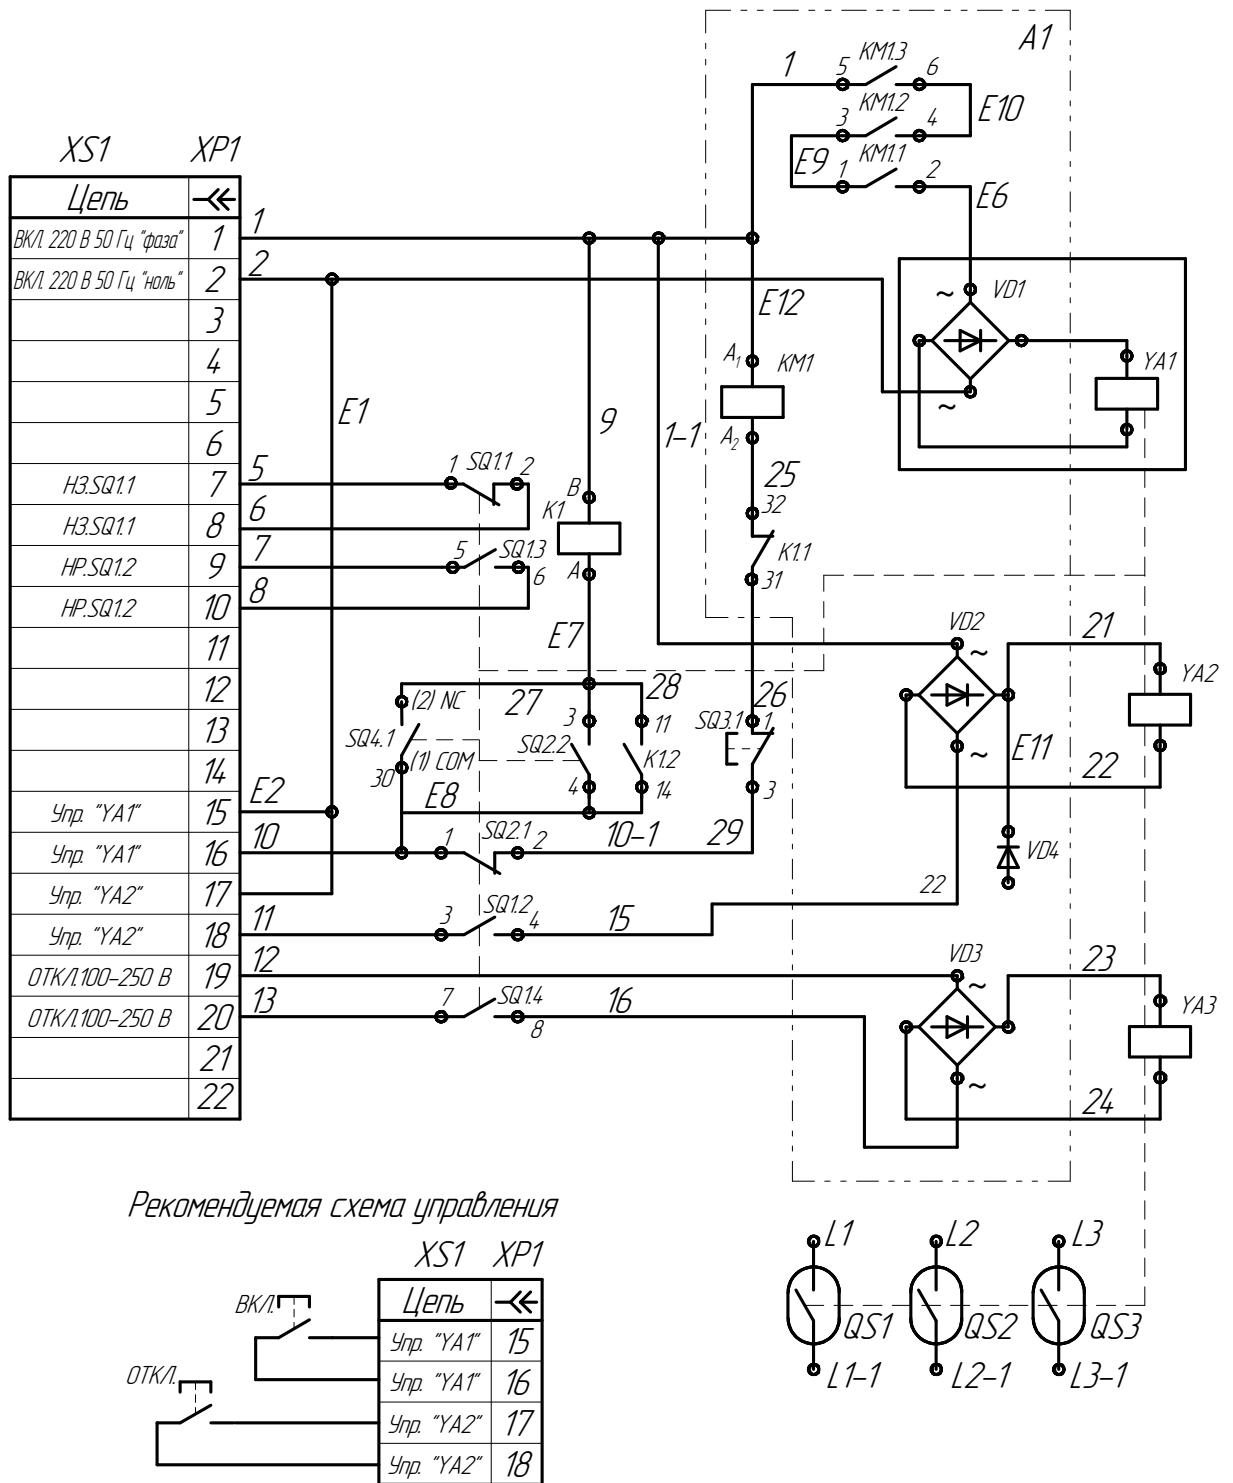 A1
1
5 KM1.3 6
E10
3 KM1.2 4
E9
1 KM1.1 2
E6
XS1 XP1
Цепь
ВКЛ. 220 В 50 Гц "фаза" 1 1
ВКЛ. 220 В 50 Гц "ноль" 2 2
3
4
5
6
НЗ.SQ1.1 7 5
НЗ.SQ1.1 8 6
НР.SQ1.2 9 7
НР.SQ1.2 10 8
11
12
13
14
Упр. "YA1" 15 E2
Упр. "YA1" 16 10
Упр. "YA2" 17
Упр. "YA2" 18 11
ОТКЛ.100-250 В 19 12
ОТКЛ.100-250 В 20 13
21
22
E1
9
1-1
E12
~ VD1
~
YA1
A1 KM1
A2
25
32
K1.1
31
1 SQ1.1 2
5 SQ1.3 6
B
K1
A
E7
27
28
26
(2) NC
SQ4.1
(1) COM
30
3
SQ2.2
4
11
K1.2
14
SQ3.1 1
3
E8
10-1
29
1 SQ2.1 2
3 SQ1.2 4
15
22
7 SQ1.4 8
16
VD2
~
~
21
YA2
E11
22
VD4
VD3
~
~
23
YA3
24
L1 L2 L3
QS1 QS2 QS3
L1-1 L2-1 L3-1
Рекомендуемая схема управления
XS1 XP1
Цепь
ВКЛ.
Упр. "YA1" 15
Упр. "YA1" 16
ОТКЛ.
Упр. "YA2" 17
Упр. "YA2" 18